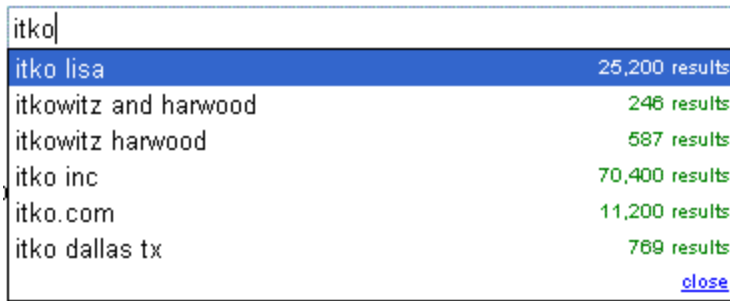 itko
itko lisa 25,200 results
itkowitz and harwood 246 results
itkowitz harwood 587 results
itko inc 70,400 results
itko.com 11,200 results
itko dallas tx 769 results
close